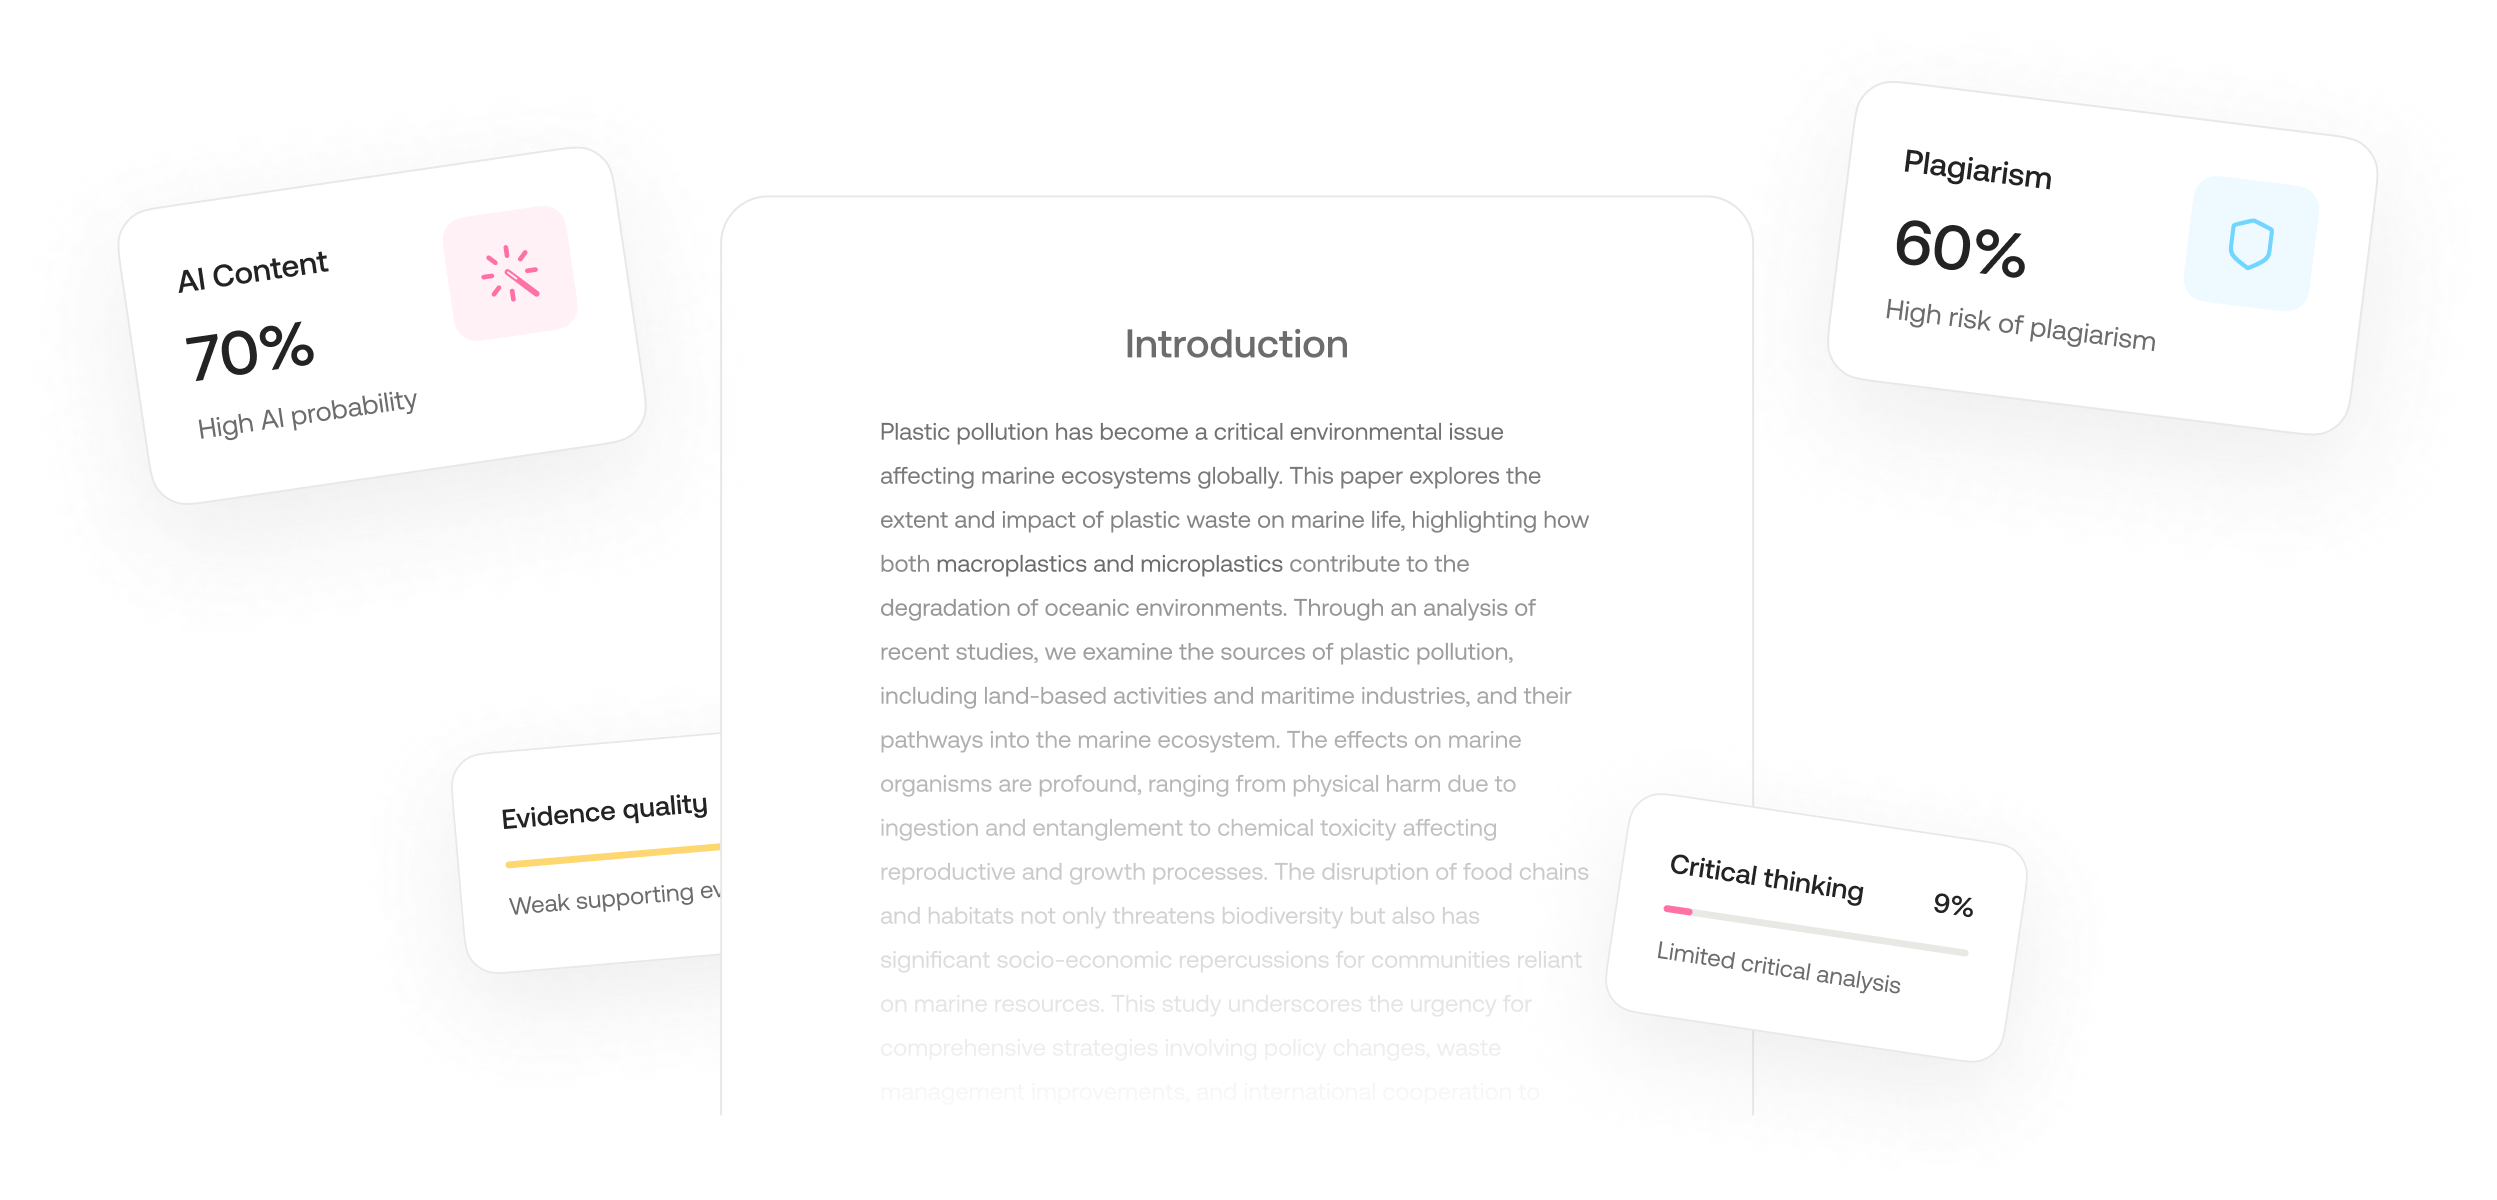 AI Content
70%
High AI probability
Plagiarism
60%
High risk of plagiarism
Introduction
Plastic pollution has become a critical environmental issue
affecting marine ecosystems globally. This paper explores the
extent and impact of plastic waste on marine life, highlighting how
both macroplastics and microplastics contribute to the
degradation of oceanic environments. Through an analysis of
recent studies, we examine the sources of plastic pollution,
including land-based activities and maritime industries, and their
pathways into the marine ecosystem. The effects on marine
organisms are profound, ranging from physical harm due to
ingestion and entanglement to chemical toxicity affecting
reproductive and growth processes. The disruption of food chains
and habitats not only threatens biodiversity but also has
significant socio-economic repercussions for communities reliant
on marine resources. This study underscores the urgency for
comprehensive strategies involving policy changes, waste
management improvements, and international cooperation to
Evidence quality
Weak supporting
Critical thinking 9%
Limited critical analysis